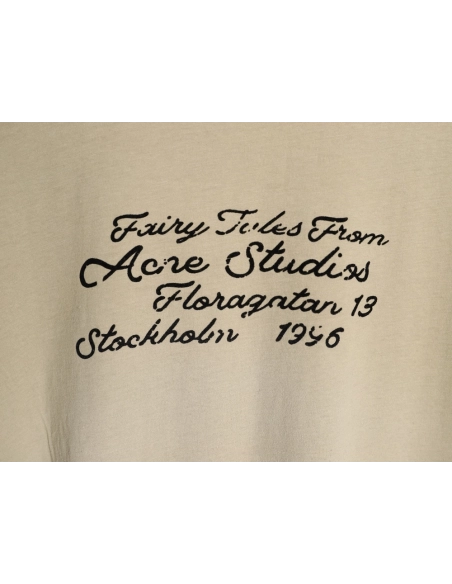 Fairy Tales From
Acne Studios
Floragatan 13
Stockholm 1996